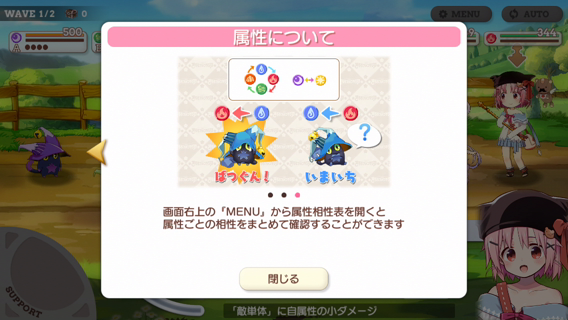 WAVE 1/2
0
MENU
AUTO
500
344
属性について
ばつぐん!
いまいち
?
画面右上の「MENU」から属性相性表を開くと
属性ごとの相性をまとめて確認することができます
閉じる
SUPPORT
「敵単体」に自属性の小ダメージ